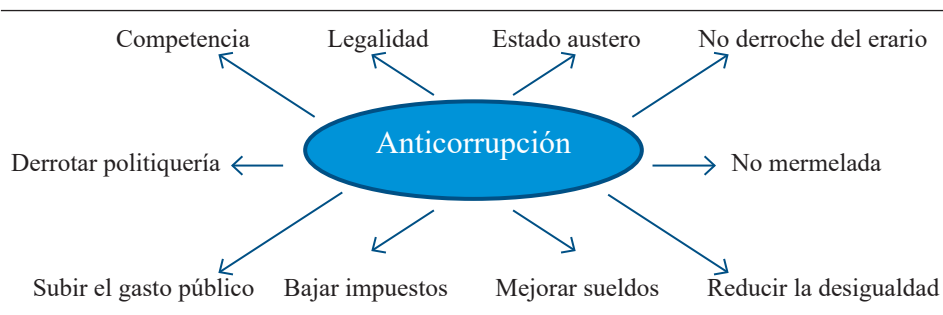 Competencia Legalidad Estado austero No derroche del erario
Anticorrupción
Derrotar politiquería No mermelada
Subir el gasto público Bajar impuestos Mejorar sueldos Reducir la desigualdad